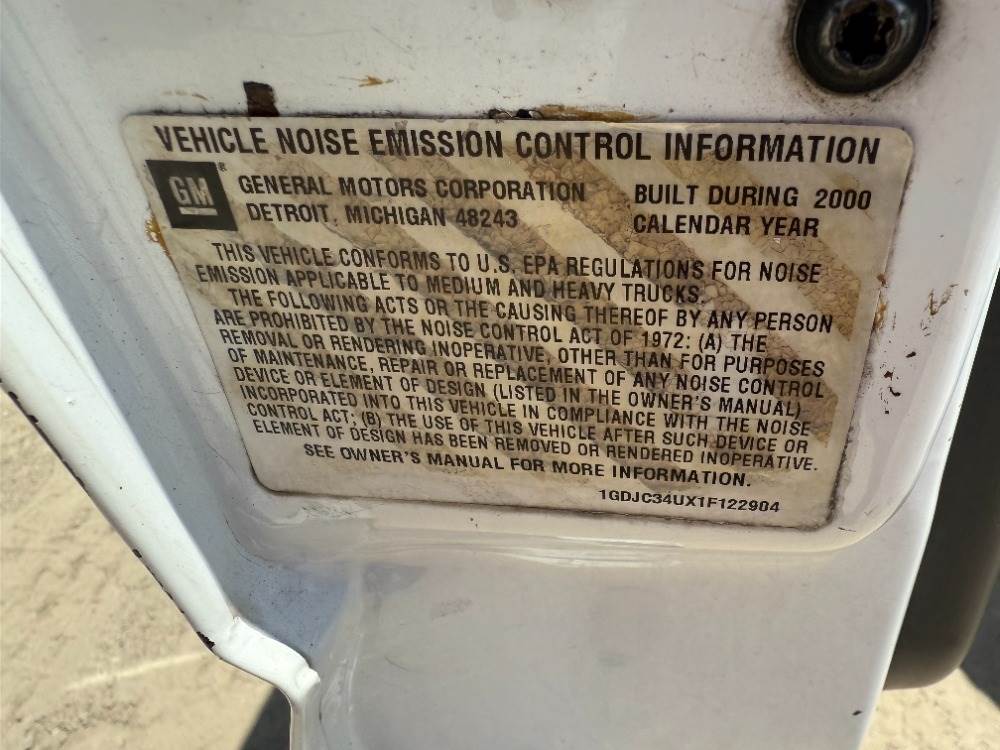 VEHICLE NOISE EMISSION CONTROL INFORMATION
GM
GENERAL MOTORS CORPORATION
DETROIT, MICHIGAN 48243
BUILT DURING 2000
CALENDAR YEAR
THIS VEHICLE CONFORMS TO U.S. EPA REGULATIONS FOR NOISE
EMISSION APPLICABLE TO MEDIUM AND HEAVY TRUCKS.
THE FOLLOWING ACTS OR THE CAUSING THEREOF BY ANY PERSON
ARE PROHIBITED BY THE NOISE CONTROL ACT OF 1972: (A) THE
REMOVAL OR RENDERING INOPERATIVE, OTHER THAN FOR PURPOSES
OF MAINTENANCE, REPAIR OR REPLACEMENT OF ANY NOISE CONTROL
DEVICE OR ELEMENT OF DESIGN (LISTED IN THE OWNER'S MANUAL)
INCORPORATED INTO THIS VEHICLE IN COMPLIANCE WITH THE NOISE
CONTROL ACT; (B) THE USE OF THIS VEHICLE AFTER SUCH DEVICE OR
ELEMENT OF DESIGN HAS BEEN REMOVED OR RENDERED INOPERATIVE.
SEE OWNER'S MANUAL FOR MORE INFORMATION.
1GDJC34UX1F122904